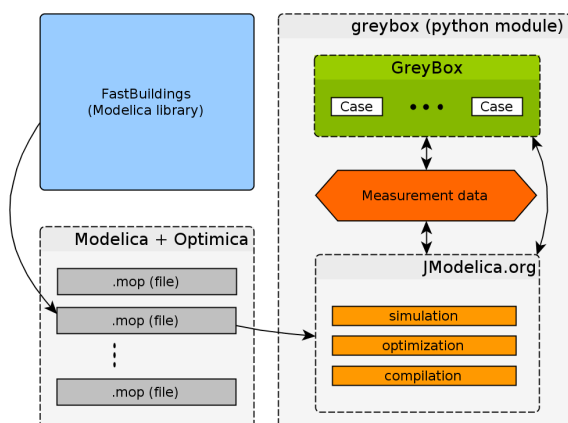 FastBuildings
(Modelica library)
Modelica + Optimica
.mop (file)
.mop (file)
.mop (file)
greybox (python module)
GreyBox
Case
Case
Measurement data
JModelica.org
simulation
optimization
compilation